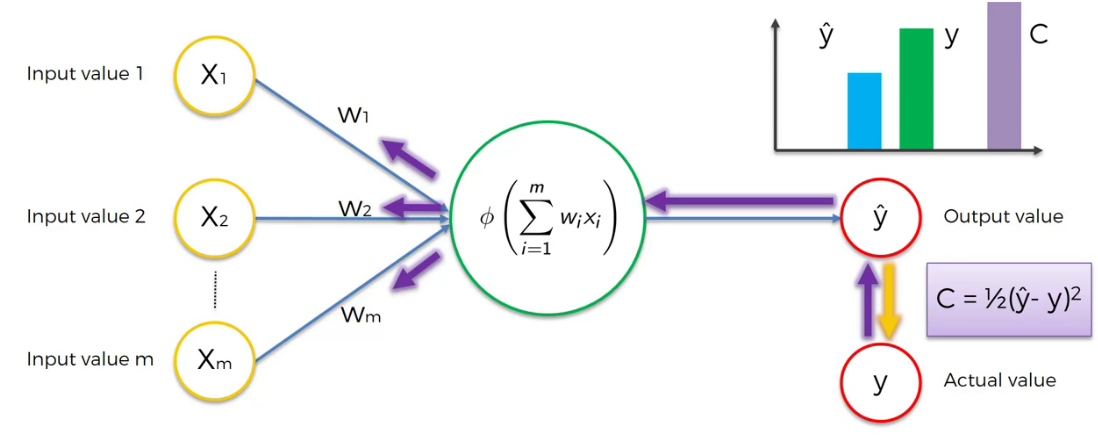 ŷ
y
C
Input value 1
X₁
W₁
Input value 2
X₂
W₂
ϕ ( ∑ᵢ₌₁ᵐ wᵢxᵢ )
ŷ
Output value
C = ½(ŷ- y)²
Wₘ
Input value m
Xₘ
y
Actual value